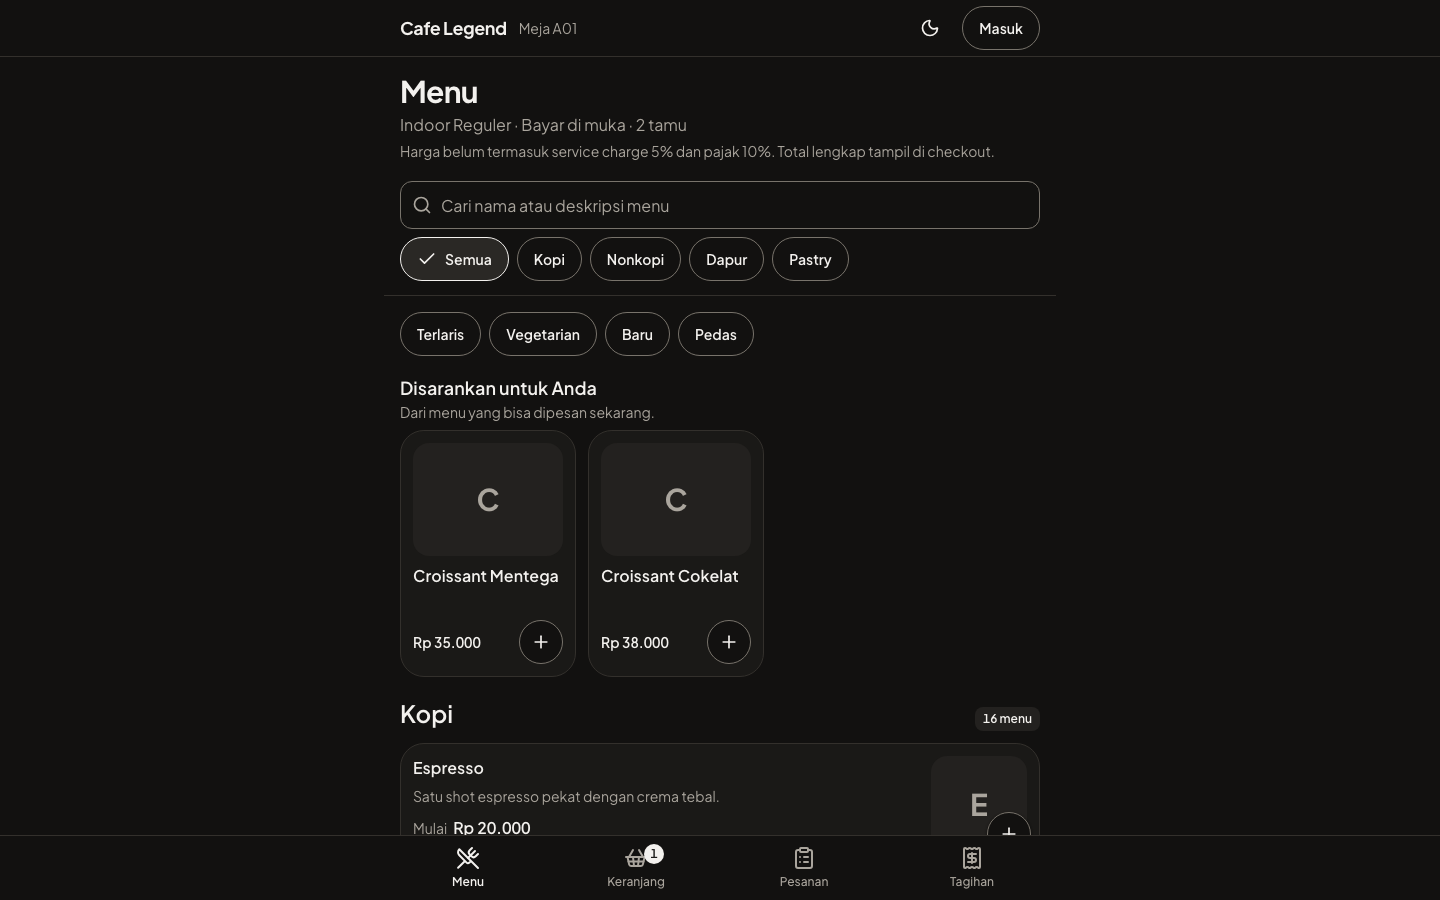 Cafe Legend Meja A01 Masuk
Menu
Indoor Reguler · Bayar di muka · 2 tamu
Harga belum termasuk service charge 5% dan pajak 10%. Total lengkap tampil di checkout.
Cari nama atau deskripsi menu
Semua Kopi Nonkopi Dapur Pastry
Terlaris Vegetarian Baru Pedas
Disarankan untuk Anda
Dari menu yang bisa dipesan sekarang.
C C
Croissant Mentega Croissant Cokelat
Rp 35.000 Rp 38.000
Kopi 16 menu
Espresso
Satu shot espresso pekat dengan crema tebal.
E
Mulai Rp 20.000
1
Menu Keranjang Pesanan Tagihan